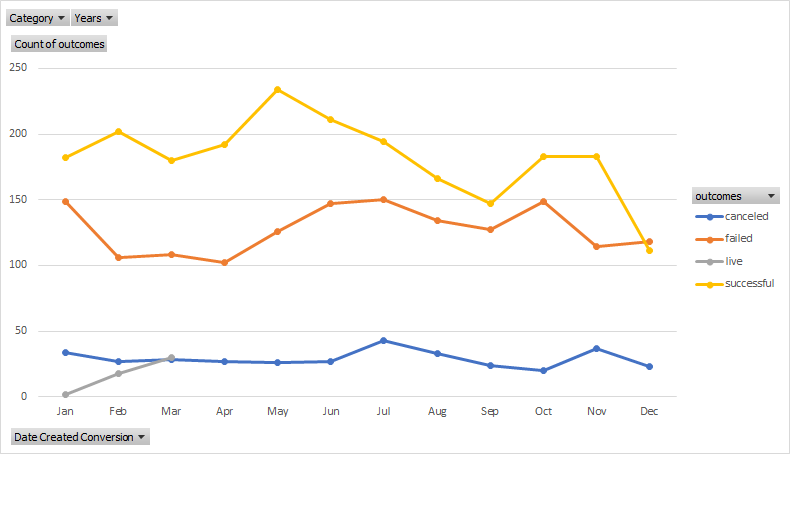 Category Years
Count of outcomes
250
200
150
100
50
0
Jan Feb Mar Apr May Jun Jul Aug Sep Oct Nov Dec
Date Created Conversion
outcomes
canceled
failed
live
successful